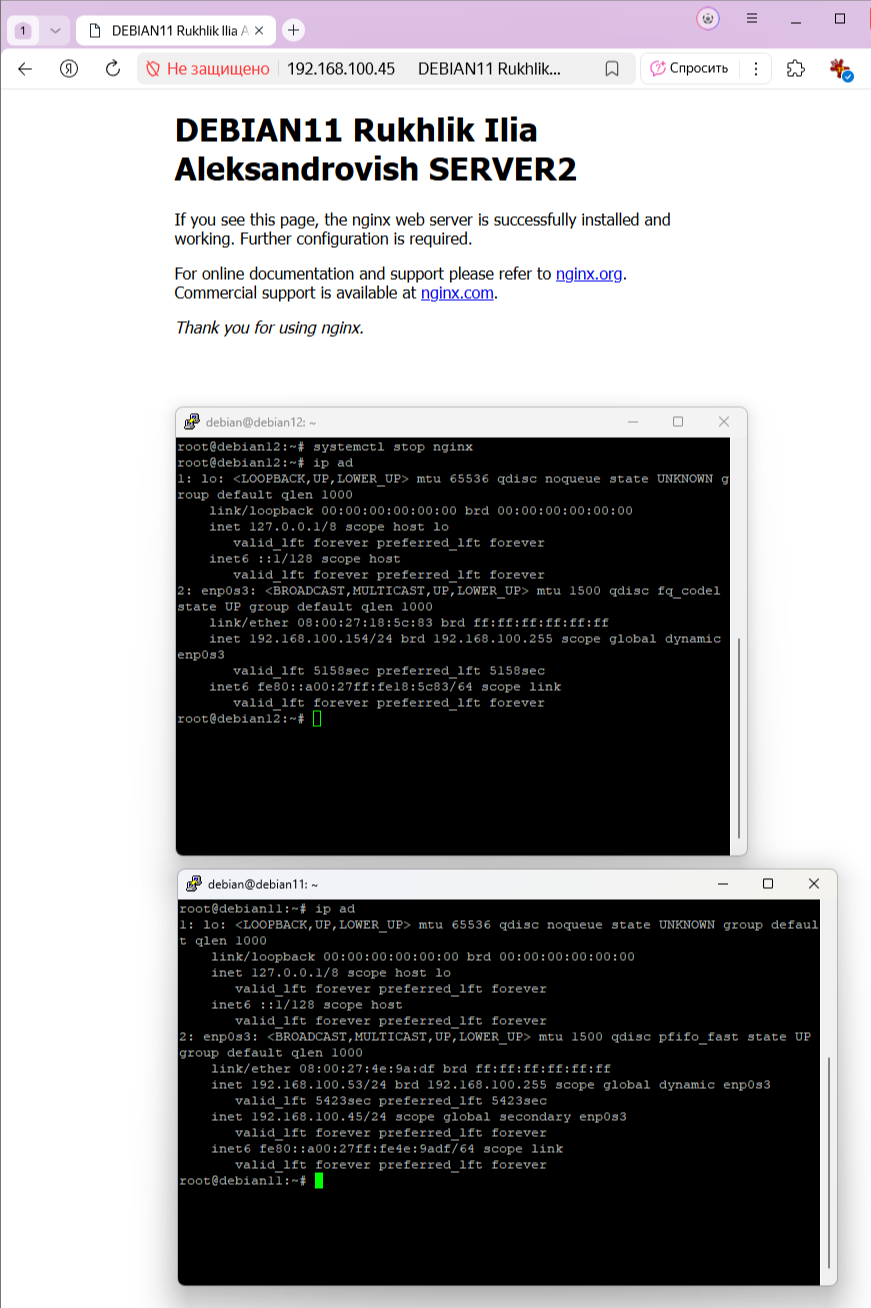 1
DEBIAN11 Rukhlik Ilia A
Я
Не защищено
192.168.100.45
DEBIAN11 Rukhlik...
Спросить
DEBIAN11 Rukhlik Ilia
Aleksandrovish SERVER2
If you see this page, the nginx web server is successfully installed and
working. Further configuration is required.
For online documentation and support please refer to nginx.org.
Commercial support is available at nginx.com.
Thank you for using nginx.
debian@debian12: ~
root@debian12:~# systemctl stop nginx
root@debian12:~# ip ad
1: lo: <LOOPBACK,UP,LOWER_UP> mtu 65536 qdisc noqueue state UNKNOWN g
roup default qlen 1000
link/loopback 00:00:00:00:00:00 brd 00:00:00:00:00:00
inet 127.0.0.1/8 scope host lo
valid_lft forever preferred_lft forever
inet6 ::1/128 scope host
valid_lft forever preferred_lft forever
2: enp0s3: <BROADCAST,MULTICAST,UP,LOWER_UP> mtu 1500 qdisc fq_codel
state UP group default qlen 1000
link/ether 08:00:27:18:5c:83 brd ff:ff:ff:ff:ff:ff
inet 192.168.100.154/24 brd 192.168.100.255 scope global dynamic
enp0s3
valid_lft 5158sec preferred_lft 5158sec
inet6 fe80::a00:27ff:fe18:5c83/64 scope link
valid_lft forever preferred_lft forever
root@debian12:~#
debian@debian11: ~
root@debian11:~# ip ad
1: lo: <LOOPBACK,UP,LOWER_UP> mtu 65536 qdisc noqueue state UNKNOWN group defaul
t qlen 1000
link/loopback 00:00:00:00:00:00 brd 00:00:00:00:00:00
inet 127.0.0.1/8 scope host lo
valid_lft forever preferred_lft forever
inet6 ::1/128 scope host
valid_lft forever preferred_lft forever
2: enp0s3: <BROADCAST,MULTICAST,UP,LOWER_UP> mtu 1500 qdisc pfifo_fast state UP
group default qlen 1000
link/ether 08:00:27:4e:9a:df brd ff:ff:ff:ff:ff:ff
inet 192.168.100.53/24 brd 192.168.100.255 scope global dynamic enp0s3
valid_lft 5423sec preferred_lft 5423sec
inet 192.168.100.45/24 scope global secondary enp0s3
valid_lft forever preferred_lft forever
inet6 fe80::a00:27ff:fe4e:9adf/64 scope link
valid_lft forever preferred_lft forever
root@debian11:~#